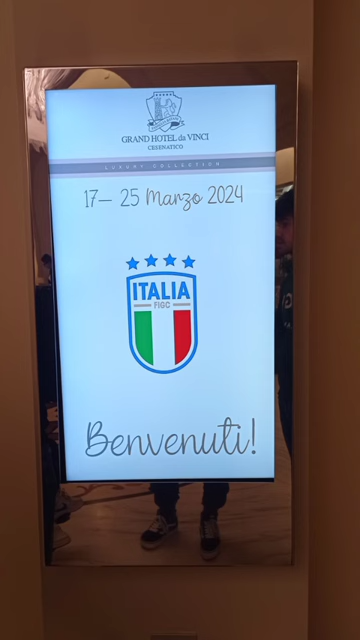 GRAND HOTEL da VINCI
CESENATICO
LUXURY COLLECTION
17– 25 Marzo 2024
ITALIA
FIGC
Benvenuti!